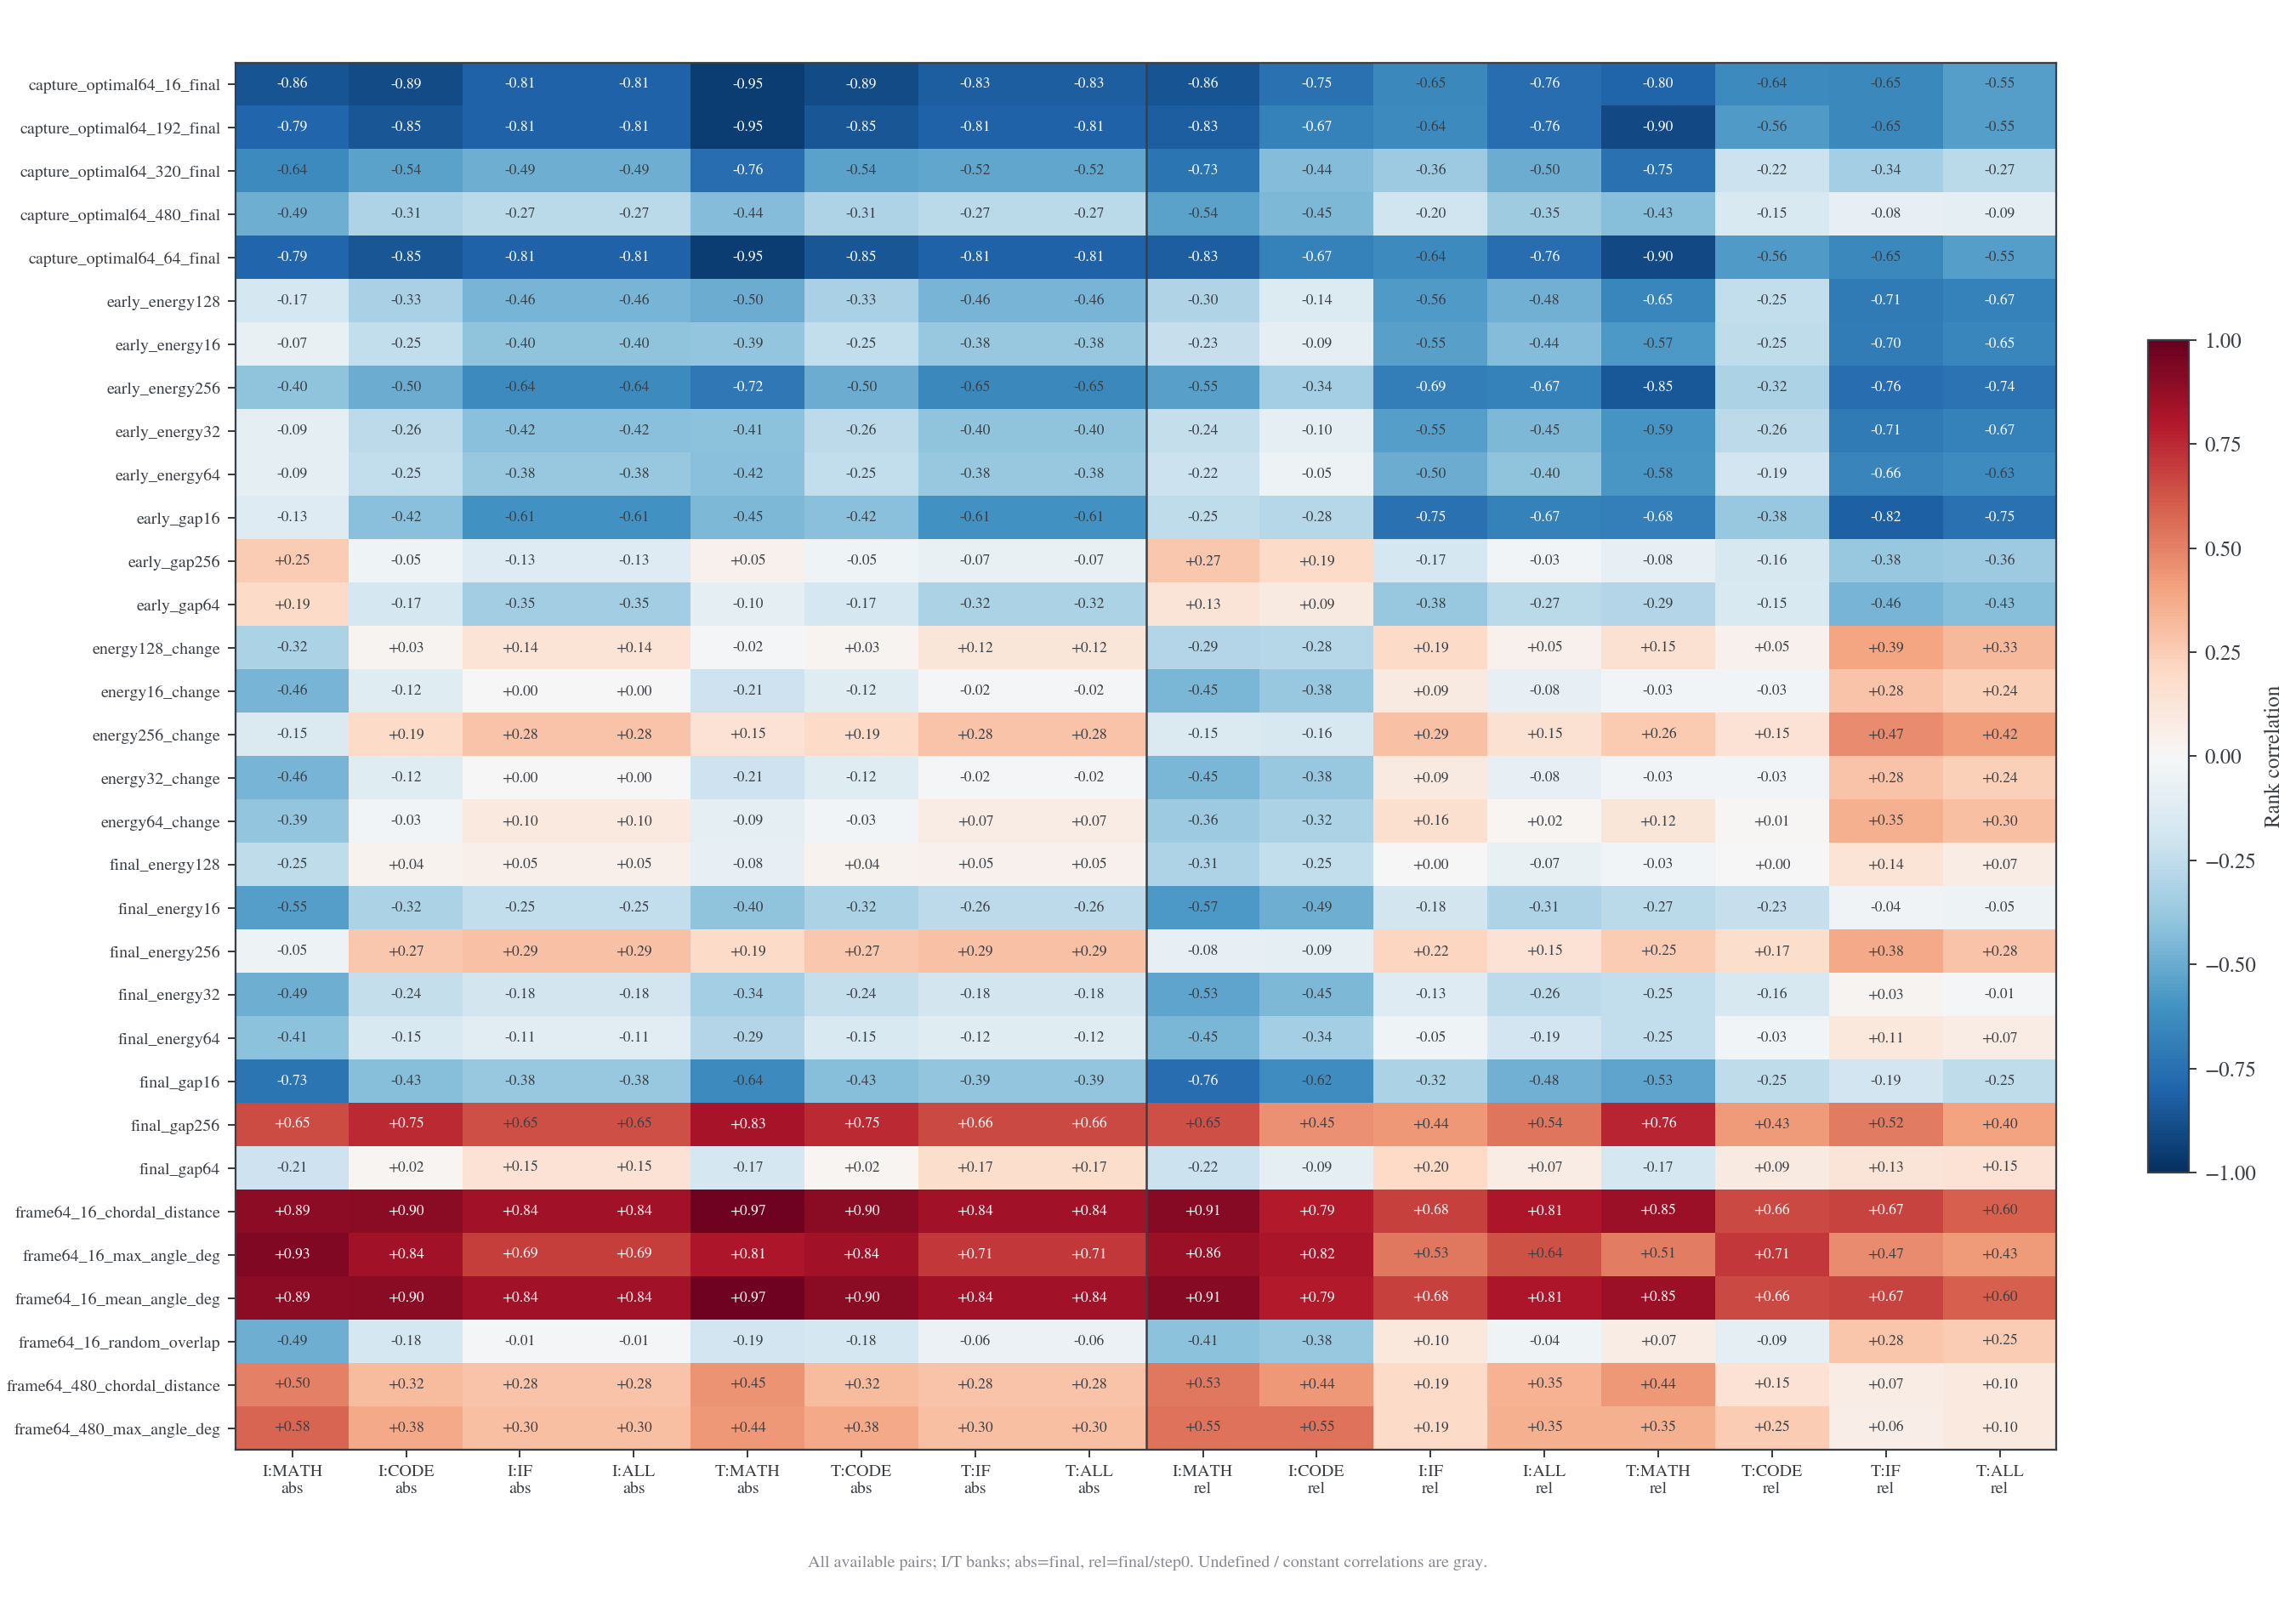 capture_optimal64_16_final -0.86 -0.89 -0.81 -0.81 -0.95 -0.89 -0.83 -0.83 -0.86 -0.75 -0.65 -0.76 -0.80 -0.64 -0.65 -0.55
capture_optimal64_192_final -0.79 -0.85 -0.81 -0.81 -0.95 -0.85 -0.81 -0.81 -0.83 -0.67 -0.64 -0.76 -0.90 -0.56 -0.65 -0.55
capture_optimal64_320_final -0.64 -0.54 -0.49 -0.49 -0.76 -0.54 -0.52 -0.52 -0.73 -0.44 -0.36 -0.50 -0.75 -0.22 -0.34 -0.27
capture_optimal64_480_final -0.49 -0.31 -0.27 -0.27 -0.44 -0.31 -0.27 -0.27 -0.54 -0.45 -0.20 -0.35 -0.43 -0.15 -0.08 -0.09
capture_optimal64_64_final -0.79 -0.85 -0.81 -0.81 -0.95 -0.85 -0.81 -0.81 -0.83 -0.67 -0.64 -0.76 -0.90 -0.56 -0.65 -0.55
early_energy128 -0.17 -0.33 -0.46 -0.46 -0.50 -0.33 -0.46 -0.46 -0.30 -0.14 -0.56 -0.48 -0.65 -0.25 -0.71 -0.67
early_energy16 -0.07 -0.25 -0.40 -0.40 -0.39 -0.25 -0.38 -0.38 -0.23 -0.09 -0.55 -0.44 -0.57 -0.25 -0.70 -0.65
early_energy256 -0.40 -0.50 -0.64 -0.64 -0.72 -0.50 -0.65 -0.65 -0.55 -0.34 -0.69 -0.67 -0.85 -0.32 -0.76 -0.74
early_energy32 -0.09 -0.26 -0.42 -0.42 -0.41 -0.26 -0.40 -0.40 -0.24 -0.10 -0.55 -0.45 -0.59 -0.26 -0.71 -0.67
early_energy64 -0.09 -0.25 -0.38 -0.38 -0.42 -0.25 -0.38 -0.38 -0.22 -0.05 -0.50 -0.40 -0.58 -0.19 -0.66 -0.63
early_gap16 -0.13 -0.42 -0.61 -0.61 -0.45 -0.42 -0.61 -0.61 -0.25 -0.28 -0.75 -0.67 -0.68 -0.38 -0.82 -0.75
early_gap256 +0.25 -0.05 -0.13 -0.13 +0.05 -0.05 -0.07 -0.07 +0.27 +0.19 -0.17 -0.03 -0.08 -0.16 -0.38 -0.36
early_gap64 +0.19 -0.17 -0.35 -0.35 -0.10 -0.17 -0.32 -0.32 +0.13 +0.09 -0.38 -0.27 -0.29 -0.15 -0.46 -0.43
energy128_change -0.32 +0.03 +0.14 +0.14 -0.02 +0.03 +0.12 +0.12 -0.29 -0.28 +0.19 +0.05 +0.15 +0.05 +0.39 +0.33
energy16_change -0.46 -0.12 +0.00 +0.00 -0.21 -0.12 -0.02 -0.02 -0.45 -0.38 +0.09 -0.08 -0.03 -0.03 +0.28 +0.24
energy256_change -0.15 +0.19 +0.28 +0.28 +0.15 +0.19 +0.28 +0.28 -0.15 -0.16 +0.29 +0.15 +0.26 +0.15 +0.47 +0.42
energy32_change -0.46 -0.12 +0.00 +0.00 -0.21 -0.12 -0.02 -0.02 -0.45 -0.38 +0.09 -0.08 -0.03 -0.03 +0.28 +0.24
energy64_change -0.39 -0.03 +0.10 +0.10 -0.09 -0.03 +0.07 +0.07 -0.36 -0.32 +0.16 +0.02 +0.12 +0.01 +0.35 +0.30
final_energy128 -0.25 +0.04 +0.05 +0.05 -0.08 +0.04 +0.05 +0.05 -0.31 -0.25 +0.00 -0.07 -0.03 +0.00 +0.14 +0.07
final_energy16 -0.55 -0.32 -0.25 -0.25 -0.40 -0.32 -0.26 -0.26 -0.57 -0.49 -0.18 -0.31 -0.27 -0.23 -0.04 -0.05
final_energy256 -0.05 +0.27 +0.29 +0.29 +0.19 +0.27 +0.29 +0.29 -0.08 -0.09 +0.22 +0.15 +0.25 +0.17 +0.38 +0.28
final_energy32 -0.49 -0.24 -0.18 -0.18 -0.34 -0.24 -0.18 -0.18 -0.53 -0.45 -0.13 -0.26 -0.25 -0.16 +0.03 -0.01
final_energy64 -0.41 -0.15 -0.11 -0.11 -0.29 -0.15 -0.12 -0.12 -0.45 -0.34 -0.05 -0.19 -0.25 -0.03 +0.11 +0.07
final_gap16 -0.73 -0.43 -0.38 -0.38 -0.64 -0.43 -0.39 -0.39 -0.76 -0.62 -0.32 -0.48 -0.53 -0.25 -0.19 -0.25
final_gap256 +0.65 +0.75 +0.65 +0.65 +0.83 +0.75 +0.66 +0.66 +0.65 +0.45 +0.44 +0.54 +0.76 +0.43 +0.52 +0.40
final_gap64 -0.21 +0.02 +0.15 +0.15 -0.17 +0.02 +0.17 +0.17 -0.22 -0.09 +0.20 +0.07 -0.17 +0.09 +0.13 +0.15
frame64_16_chordal_distance +0.89 +0.90 +0.84 +0.84 +0.97 +0.90 +0.84 +0.84 +0.91 +0.79 +0.68 +0.81 +0.85 +0.66 +0.67 +0.60
frame64_16_max_angle_deg +0.93 +0.84 +0.69 +0.69 +0.81 +0.84 +0.71 +0.71 +0.86 +0.82 +0.53 +0.64 +0.51 +0.71 +0.47 +0.43
frame64_16_mean_angle_deg +0.89 +0.90 +0.84 +0.84 +0.97 +0.90 +0.84 +0.84 +0.91 +0.79 +0.68 +0.81 +0.85 +0.66 +0.67 +0.60
frame64_16_random_overlap -0.49 -0.18 -0.01 -0.01 -0.19 -0.18 -0.06 -0.06 -0.41 -0.38 +0.10 -0.04 +0.07 -0.09 +0.28 +0.25
frame64_480_chordal_distance +0.50 +0.32 +0.28 +0.28 +0.45 +0.32 +0.28 +0.28 +0.53 +0.44 +0.19 +0.35 +0.44 +0.15 +0.07 +0.10
frame64_480_max_angle_deg +0.58 +0.38 +0.30 +0.30 +0.44 +0.38 +0.30 +0.30 +0.55 +0.55 +0.19 +0.35 +0.35 +0.25 +0.06 +0.10
I:MATH I:CODE I:IF I:ALL T:MATH T:CODE T:IF T:ALL I:MATH I:CODE I:IF I:ALL T:MATH T:CODE T:IF T:ALL
abs abs abs abs abs abs abs abs rel rel rel rel rel rel rel rel
1.00
0.75
0.50
0.25
0.00
−0.25
−0.50
−0.75
−1.00
Rank correlation
All available pairs; I/T banks; abs=final, rel=final/step0. Undefined / constant correlations are gray.